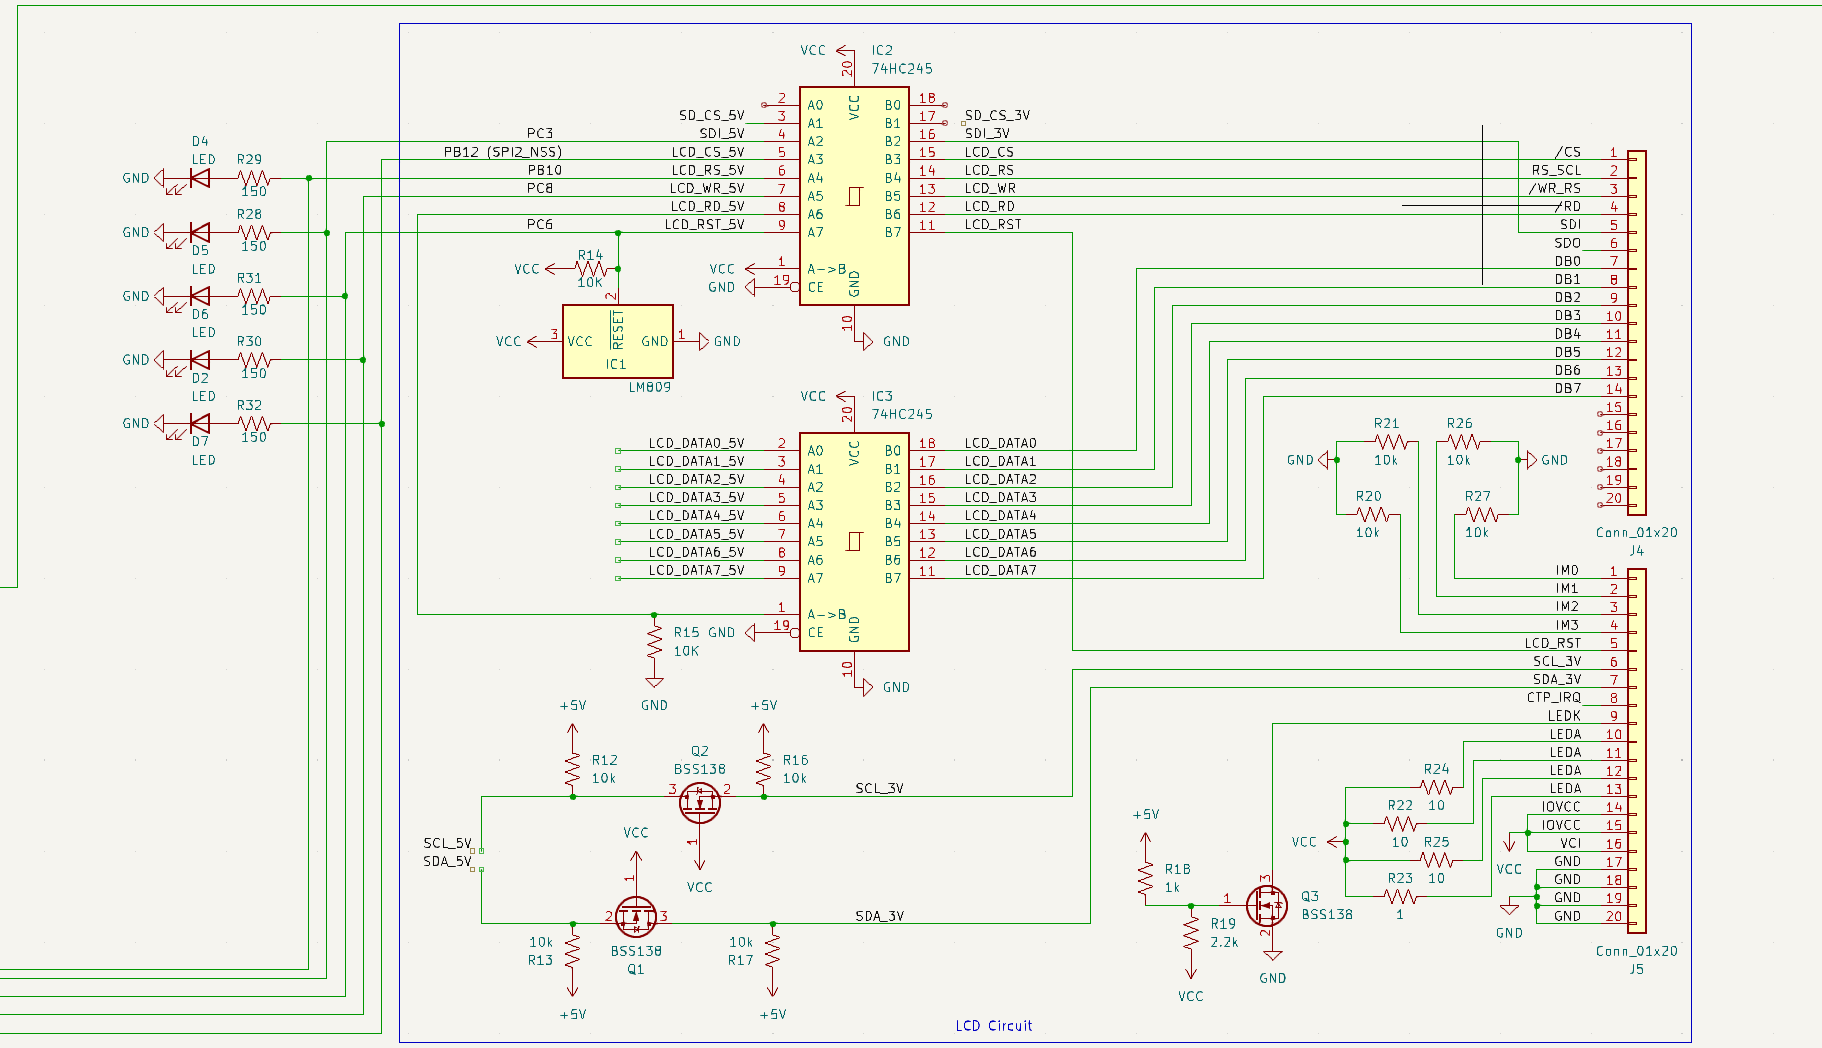 D4
LED
GND
R29
150
R28
GND
150
D5
LED
R31
GND
150
D6
LED
R30
GND
150
D2
LED
R32
GND
150
D7
LED
VCC
20
IC2
74HC245
2 A0 VCC B0 18
SD_CS_5V 3 A1 B1 17 SD_CS_3V
PC3 SDI_5V 4 A2 B2 16 SDI_3V
PB12 (SPI2_NSS) LCD_CS_5V 5 A3 B3 15 LCD_CS
PB10 LCD_RS_5V 6 A4 B4 14 LCD_RS
PC8 LCD_WR_5V 7 A5 B5 13 LCD_WR
LCD_RD_5V 8 A6 B6 12 LCD_RD
PC6 LCD_RST_5V 9 A7 B7 11 LCD_RST
VCC 1 A->B
GND 19 CE GND
10 GND
R14
VCC
10K
2
RESET
VCC 3 VCC GND 1 GND
IC1
LM809
VCC
20
IC3
74HC245
LCD_DATA0_5V 2 A0 VCC B0 18 LCD_DATA0
LCD_DATA1_5V 3 A1 B1 17 LCD_DATA1
LCD_DATA2_5V 4 A2 B2 16 LCD_DATA2
LCD_DATA3_5V 5 A3 B3 15 LCD_DATA3
LCD_DATA4_5V 6 A4 B4 14 LCD_DATA4
LCD_DATA5_5V 7 A5 B5 13 LCD_DATA5
LCD_DATA6_5V 8 A6 B6 12 LCD_DATA6
LCD_DATA7_5V 9 A7 B7 11 LCD_DATA7
1 A->B
GND 19 CE GND
10 GND
R15
10K
GND
/CS 1
RS_SCL 2
/WR_RS 3
/RD 4
SDI 5
SDO 6
DB0 7
DB1 8
DB2 9
DB3 10
DB4 11
DB5 12
DB6 13
DB7 14
15
16
17
18
19
20
Conn_01x20
J4
R21
10k
R26
10k
GND
GND
R20
10k
R27
10k
IM0 1
IM1 2
IM2 3
IM3 4
LCD_RST 5
SCL_3V 6
SDA_3V 7
CTP_IRQ 8
LEDK 9
LEDA 10
LEDA 11
LEDA 12
LEDA 13
IOVCC 14
IOVCC 15
VCI 16
GND 17
GND 18
GND 19
GND 20
Conn_01x20
J5
+5V
R12
10k
Q2
BSS138
3
2
1
VCC
+5V
R16
10k
SCL_3V
SCL_5V
SDA_5V
VCC
1
2
3
BSS138
Q1
10k
R13
+5V
10k
R17
+5V
SDA_3V
+5V
R18
1k
R19
2.2k
VCC
1
3
2
Q3
BSS138
GND
R24
10
R22
10
VCC
R25
10
R23
1
VCC
GND
LCD Circuit